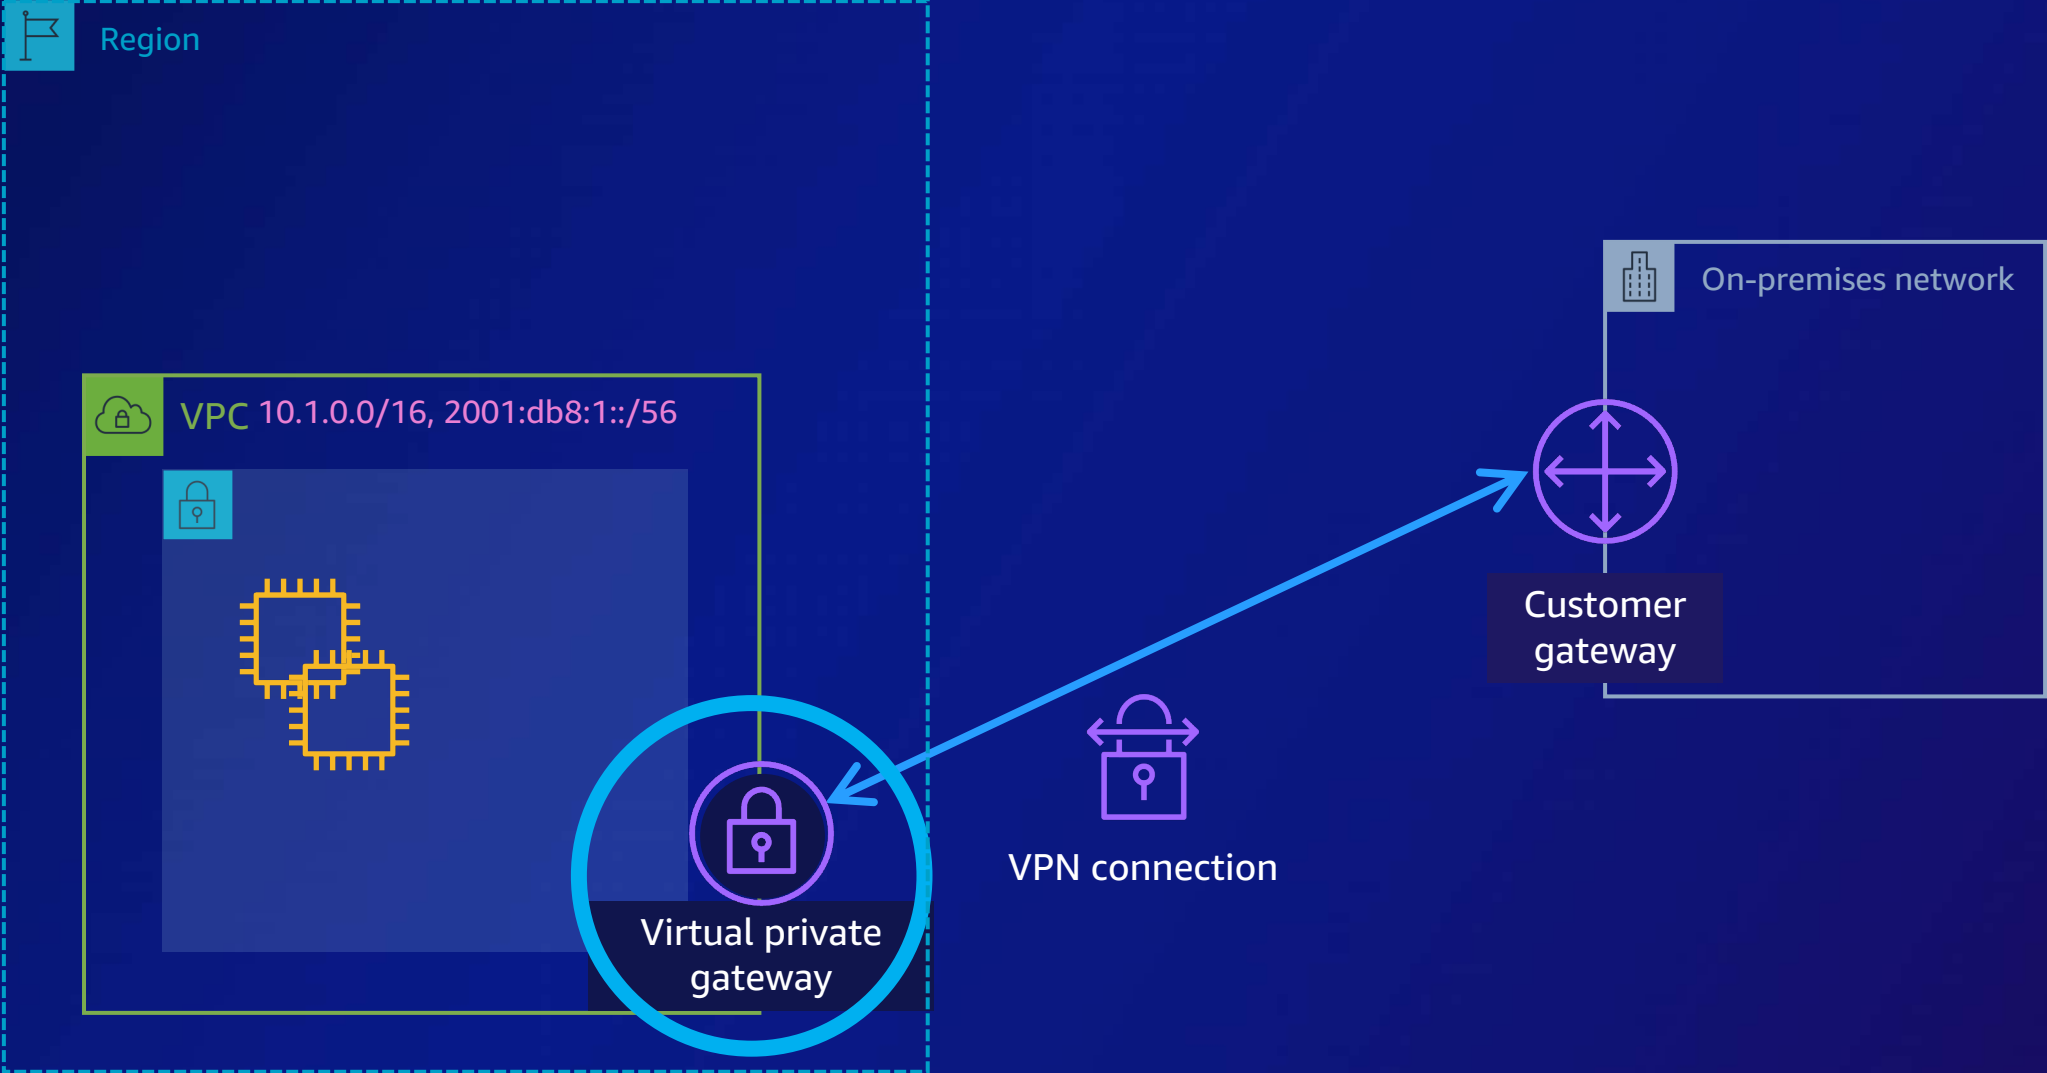 Region
On-premises network
VPC 10.1.0.0/16, 2001:db8:1::/56
Customer
gateway
VPN connection
Virtual private
gateway